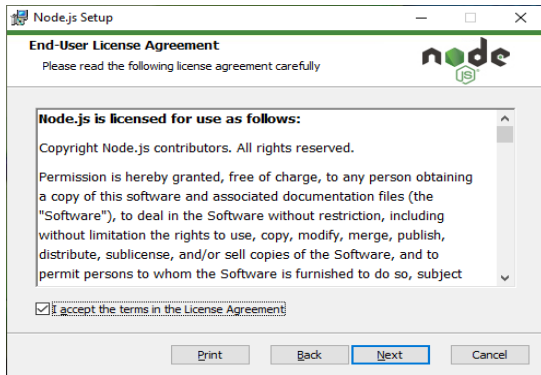 Node.js Setup
End-User License Agreement
Please read the following license agreement carefully
node
JS
Node.js is licensed for use as follows:
Copyright Node.js contributors. All rights reserved.
Permission is hereby granted, free of charge, to any person obtaining
a copy of this software and associated documentation files (the
"Software"), to deal in the Software without restriction, including
without limitation the rights to use, copy, modify, merge, publish,
distribute, sublicense, and/or sell copies of the Software, and to
permit persons to whom the Software is furnished to do so, subject
I accept the terms in the License Agreement
Print Back Next Cancel